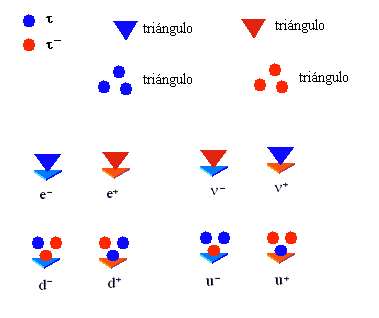 τ
τ⁻
triángulo
triángulo
triángulo
triángulo
e⁻ e⁺ ν⁻ ν⁺
d⁻ d⁺ u⁻ u⁺